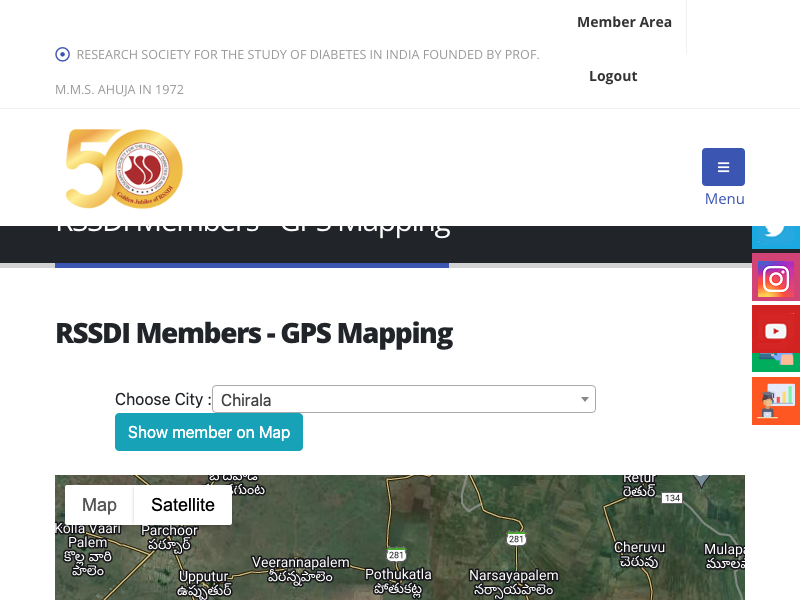 Member Area
RESEARCH SOCIETY FOR THE STUDY OF DIABETES IN INDIA FOUNDED BY PROF.
M.M.S. AHUJA IN 1972
Logout
50
Golden Jubilee of RSSDI
Menu
RSSDI Members - GPS Mapping
RSSDI Members - GPS Mapping
Choose City : Chirala
Show member on Map
Map Satellite
Retur
రెతుర్
134
Kolla Vaari
Palem
కొల్ల వారి
పాలెం
Parchoor
పర్చూర్
Upputur
ఉప్పుతుర్
Veerannapalem
వీరన్నపాలెం
281
Pothukatla
పోతుకట్ల
281
Narsayapalem
నర్సాయపాలెం
Cheruvu
చెరువు